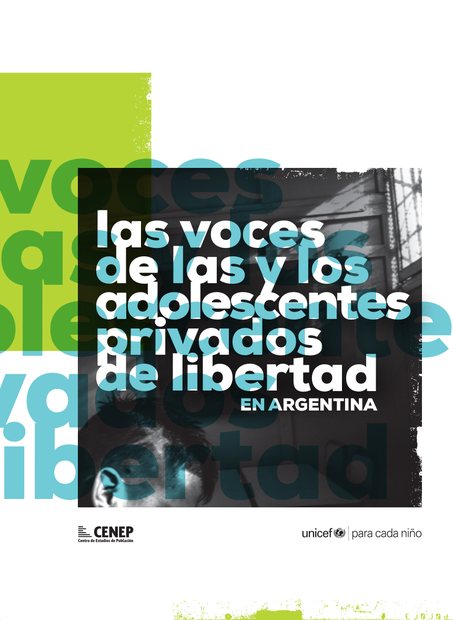 voces
las voces
de las y los
adolescentes
privados
de libertad
EN ARGENTINA
CENEP
Centro de Estudios de Población
unicef | para cada niño